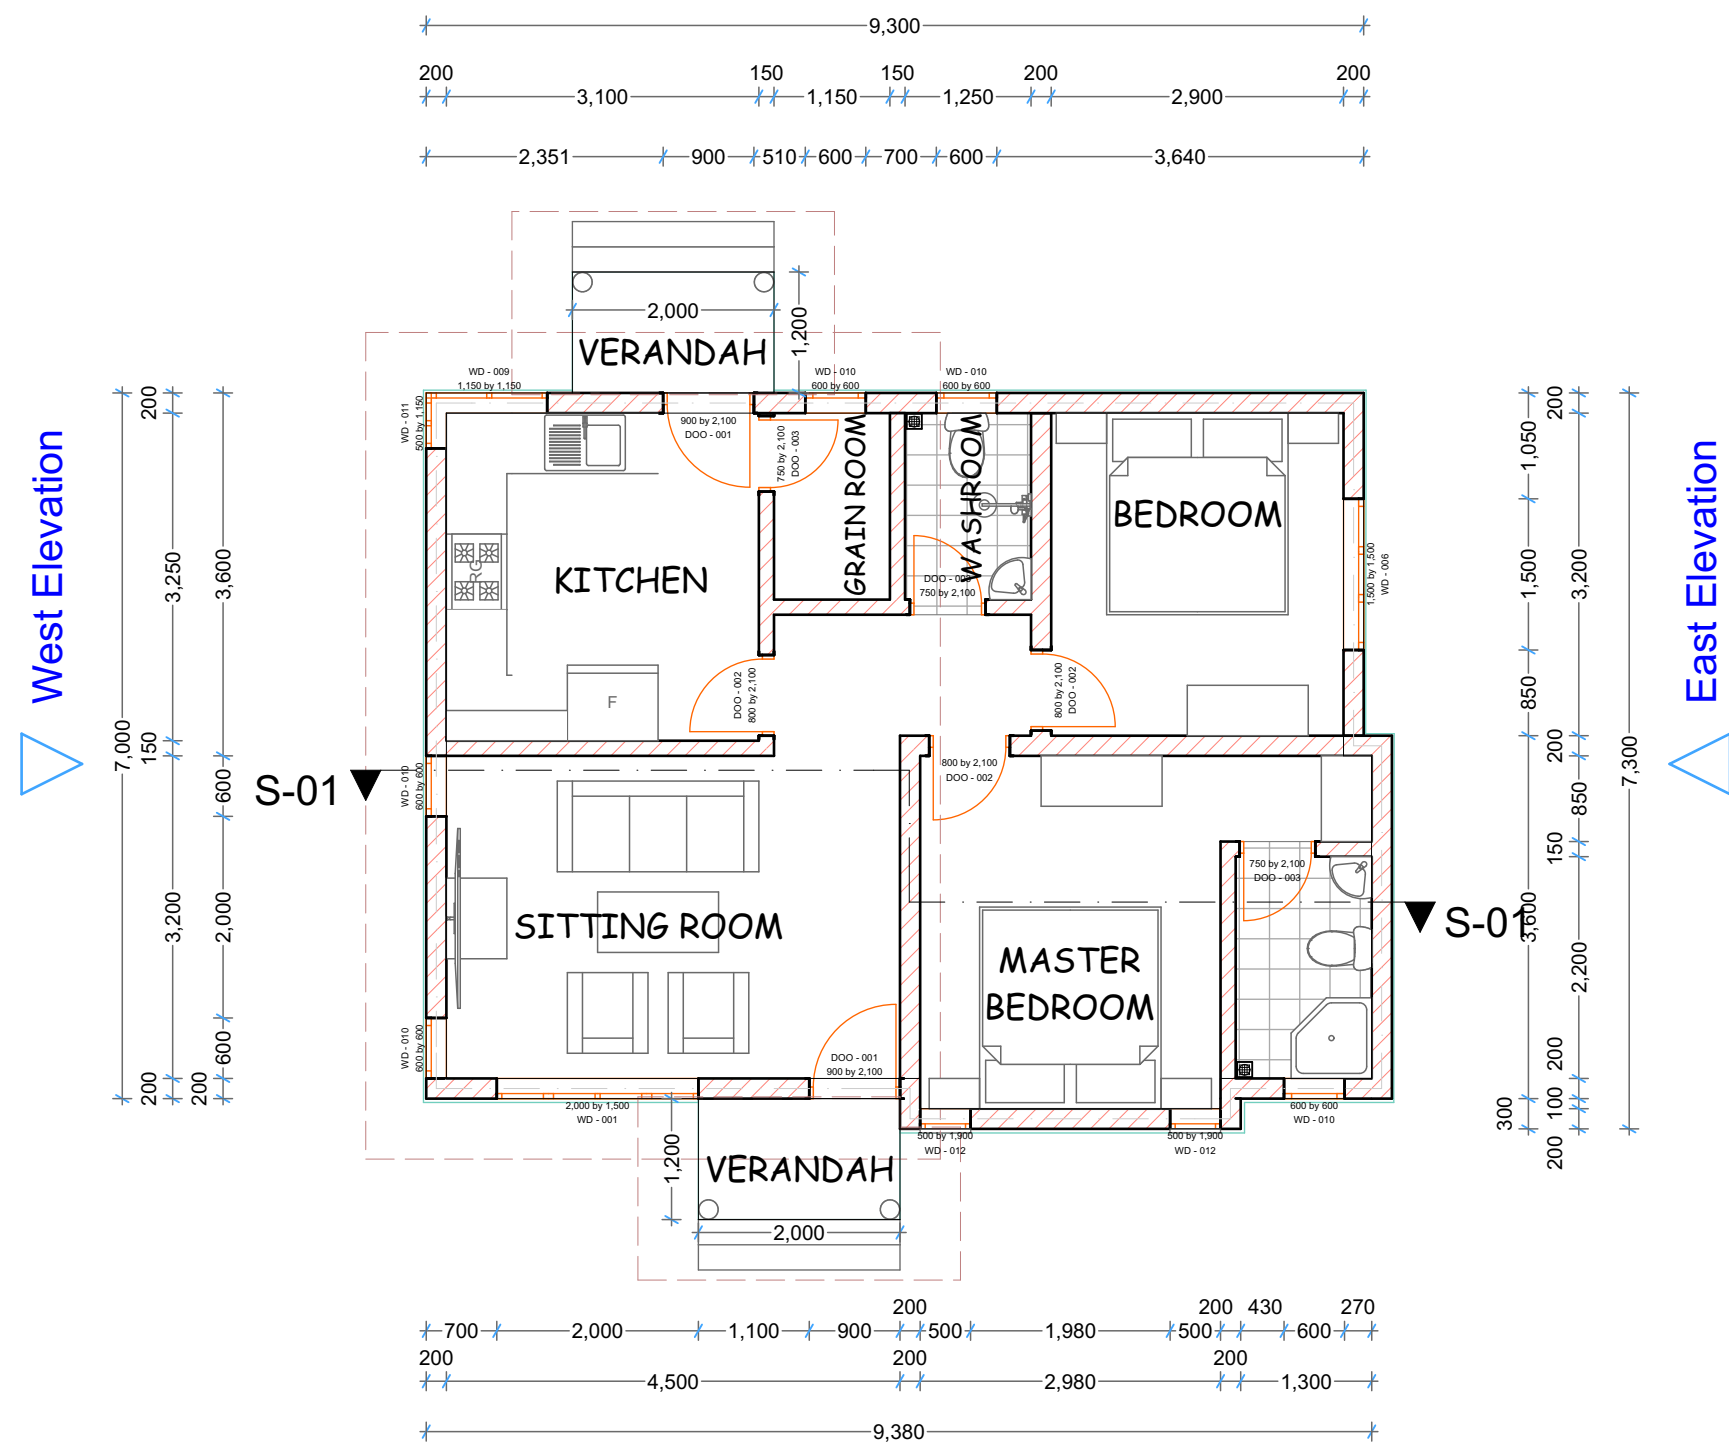 9,300
200 150 150 200 200
3,100 1,150 1,250 2,900
2,351 900 510 600 700 600 3,640
2,000
1,200
VERANDAH
WD - 009
1,150 by 1,150
WD - 010
600 by 600
WD - 010
600 by 600
WD - 011
500 by 1,150
900 by 2,100
DOO - 001
750 by 2,100
DOO - 003
GRAIN ROOM
WASHROOM
BEDROOM
KITCHEN
RG
F
DOO - 003
750 by 2,100
DOO - 002
800 by 2,100
800 by 2,100
DOO - 002
1,500 by 1,500
WD - 006
West Elevation
East Elevation
7,000
200
3,250
150
3,200
200
3,600
600
2,000
600
200
S-01
WD - 010
600 by 600
800 by 2,100
DOO - 002
750 by 2,100
DOO - 003
SITTING ROOM
MASTER
BEDROOM
S-01
WD - 010
600 by 600
DOO - 001
900 by 2,100
2,000 by 1,500
WD - 001
500 by 1,900
WD - 012
500 by 1,900
WD - 012
600 by 600
WD - 010
1,050
1,500
850
3,600
300
200
3,200
200
850
150
2,200
200
100
200
7,300
1,200
VERANDAH
2,000
200 200 430 270
700 2,000 1,100 900 500 1,980 500 600
200 200 200
4,500 2,980 1,300
9,380